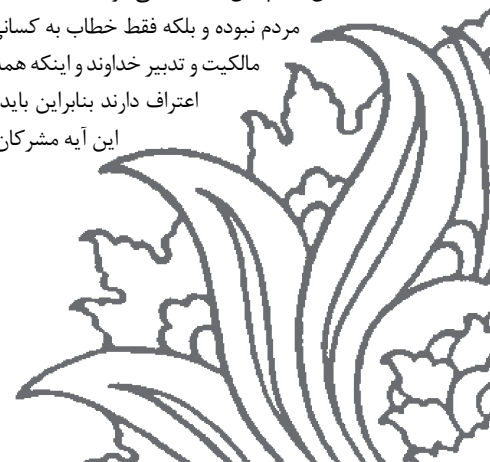 مردم نبوده و بلکه فقط خطاب به کسانی
مالکیت و تدبیر خداوند و اینکه همه
اعتراف دارند بنابراین باید
این آیه مشرکان